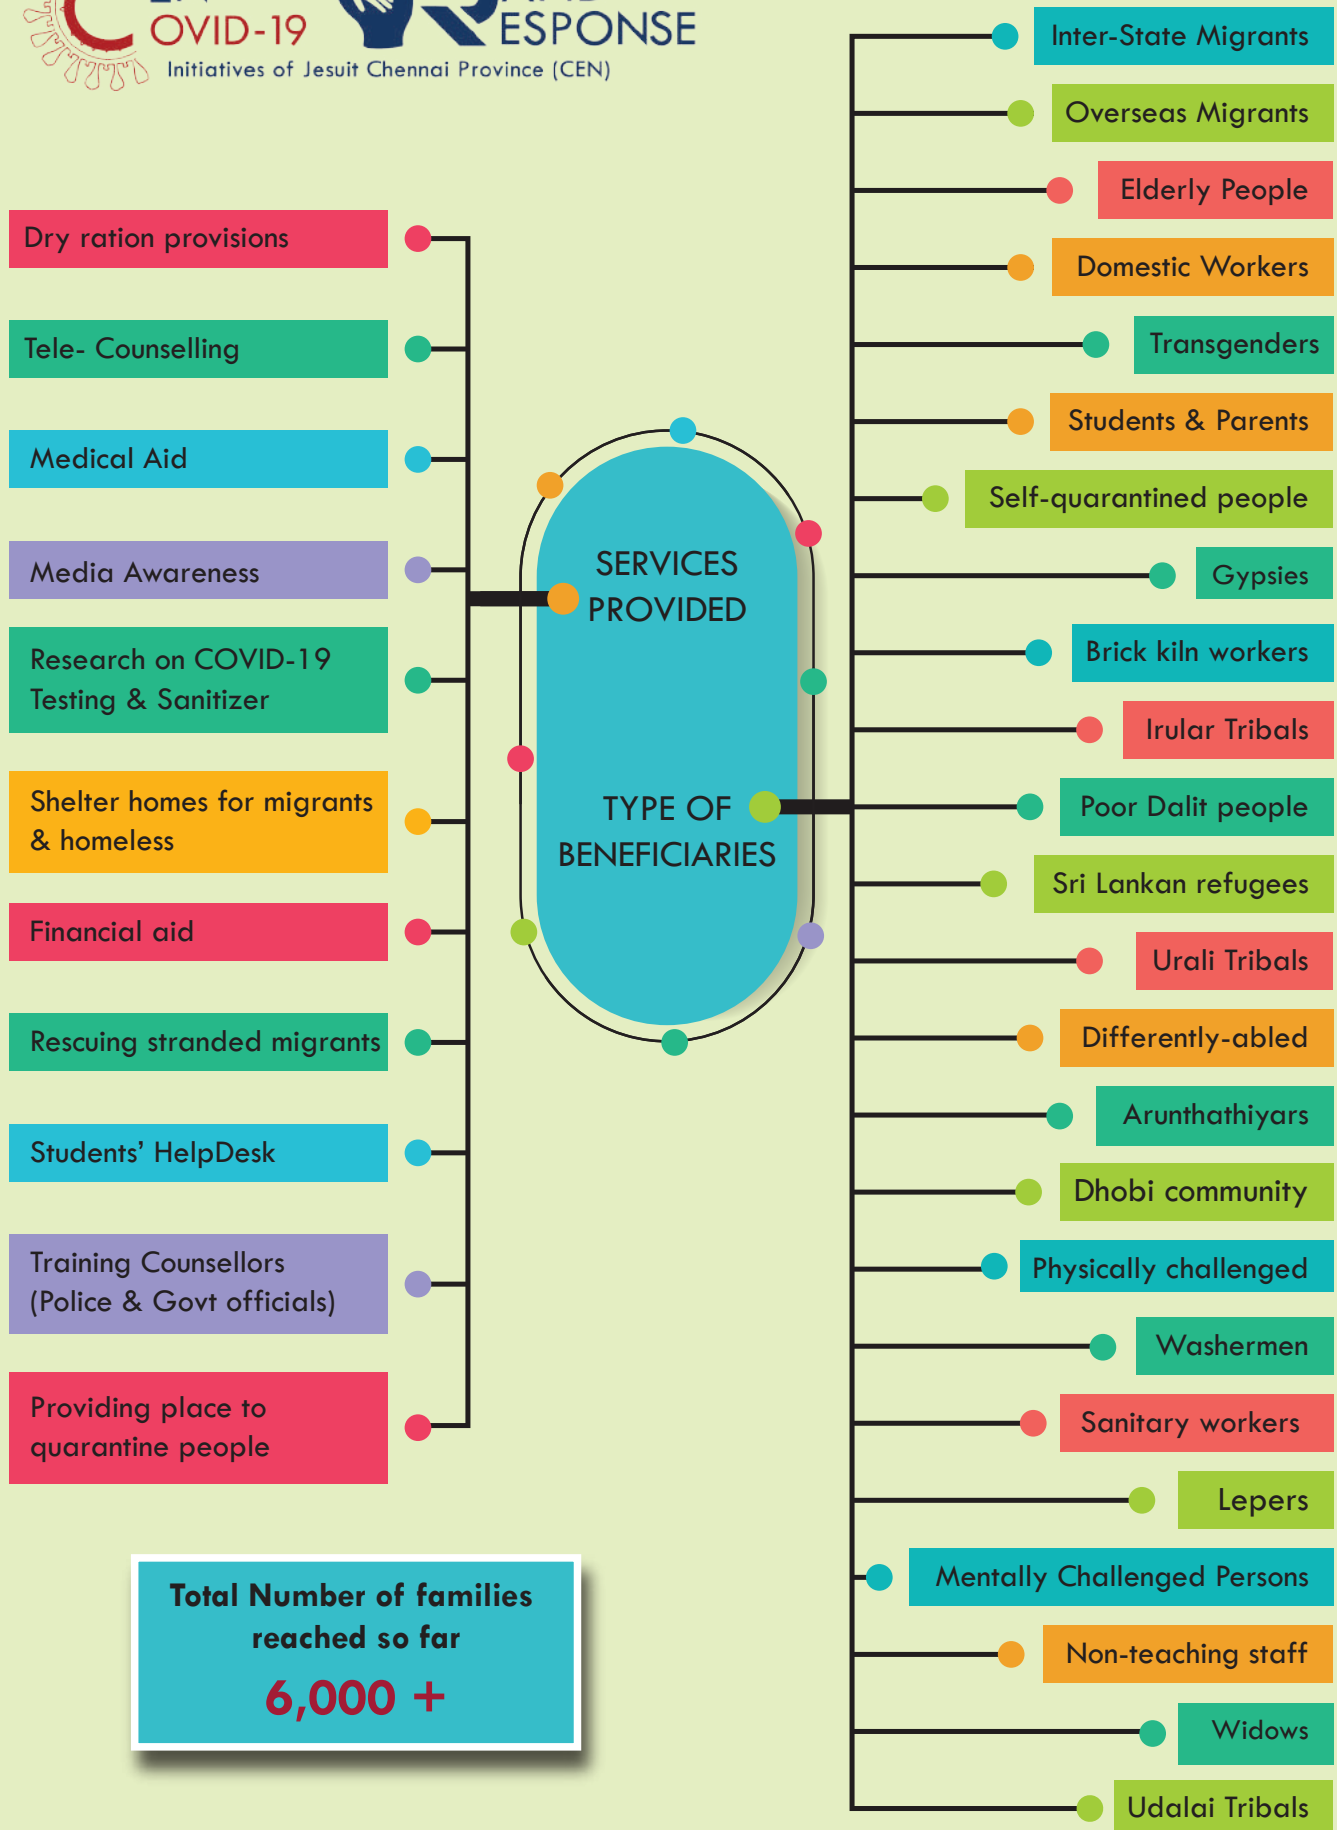 OVID-19
ESPONSE
Initiatives of Jesuit Chennai Province (CEN)
Dry ration provisions
Tele- Counselling
Medical Aid
Media Awareness
Research on COVID-19
Testing & Sanitizer
Shelter homes for migrants
& homeless
Financial aid
Rescuing stranded migrants
Students’ HelpDesk
Training Counsellors
(Police & Govt officials)
Providing place to
quarantine people
SERVICES
PROVIDED
TYPE OF
BENEFICIARIES
Inter-State Migrants
Overseas Migrants
Elderly People
Domestic Workers
Transgenders
Students & Parents
Self-quarantined people
Gypsies
Brick kiln workers
Irular Tribals
Poor Dalit people
Sri Lankan refugees
Urali Tribals
Differently-abled
Arunthathiyars
Dhobi community
Physically challenged
Washermen
Sanitary workers
Lepers
Mentally Challenged Persons
Non-teaching staff
Widows
Udalai Tribals
Total Number of families
reached so far
6,000 +